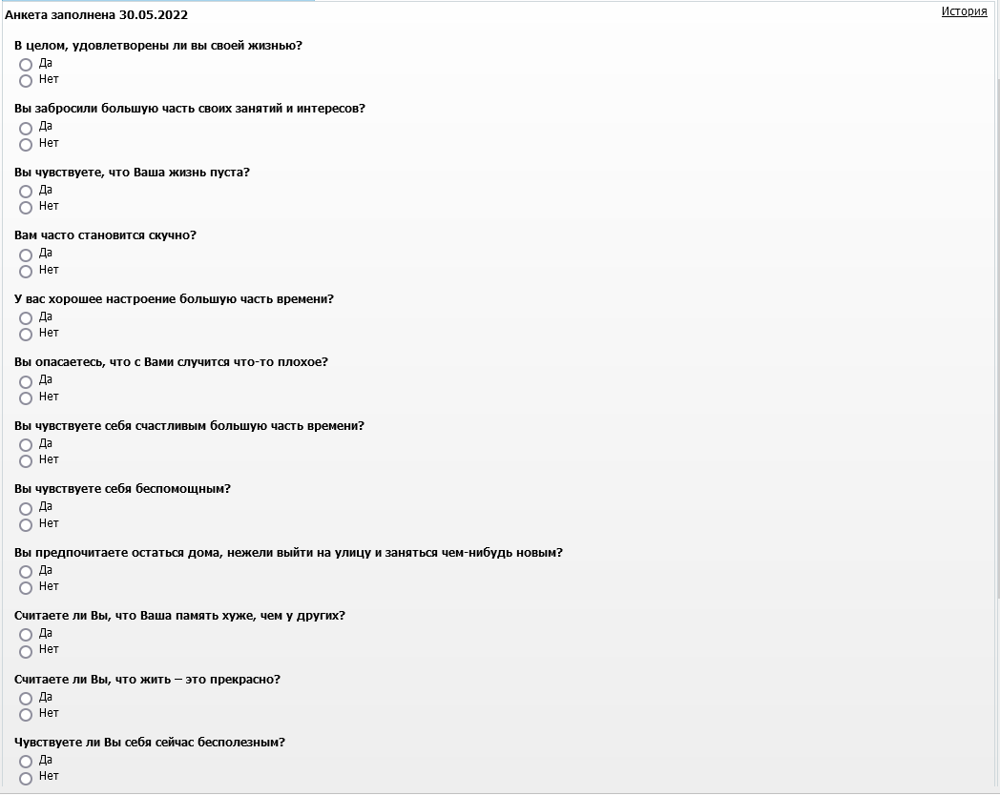 Анкета заполнена 30.05.2022
История
В целом, удовлетворены ли вы своей жизнью?
Да
Нет
Вы забросили большую часть своих занятий и интересов?
Да
Нет
Вы чувствуете, что Ваша жизнь пуста?
Да
Нет
Вам часто становится скучно?
Да
Нет
У вас хорошее настроение большую часть времени?
Да
Нет
Вы опасаетесь, что с Вами случится что-то плохое?
Да
Нет
Вы чувствуете себя счастливым большую часть времени?
Да
Нет
Вы чувствуете себя беспомощным?
Да
Нет
Вы предпочитаете остаться дома, нежели выйти на улицу и заняться чем-нибудь новым?
Да
Нет
Считаете ли Вы, что Ваша память хуже, чем у других?
Да
Нет
Считаете ли Вы, что жить – это прекрасно?
Да
Нет
Чувствуете ли Вы себя сейчас бесполезным?
Да
Нет